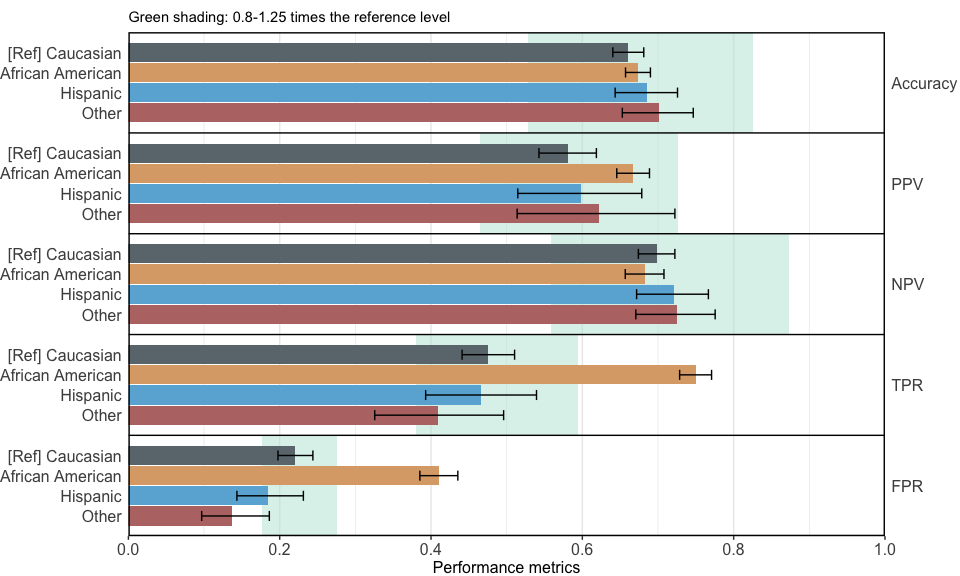 Green shading: 0.8-1.25 times the reference level
[Ref] Caucasian
African American
Hispanic
Other
Accuracy
[Ref] Caucasian
African American
Hispanic
Other
PPV
[Ref] Caucasian
African American
Hispanic
Other
NPV
[Ref] Caucasian
African American
Hispanic
Other
TPR
[Ref] Caucasian
African American
Hispanic
Other
FPR
0.0 0.2 0.4 0.6 0.8 1.0
Performance metrics